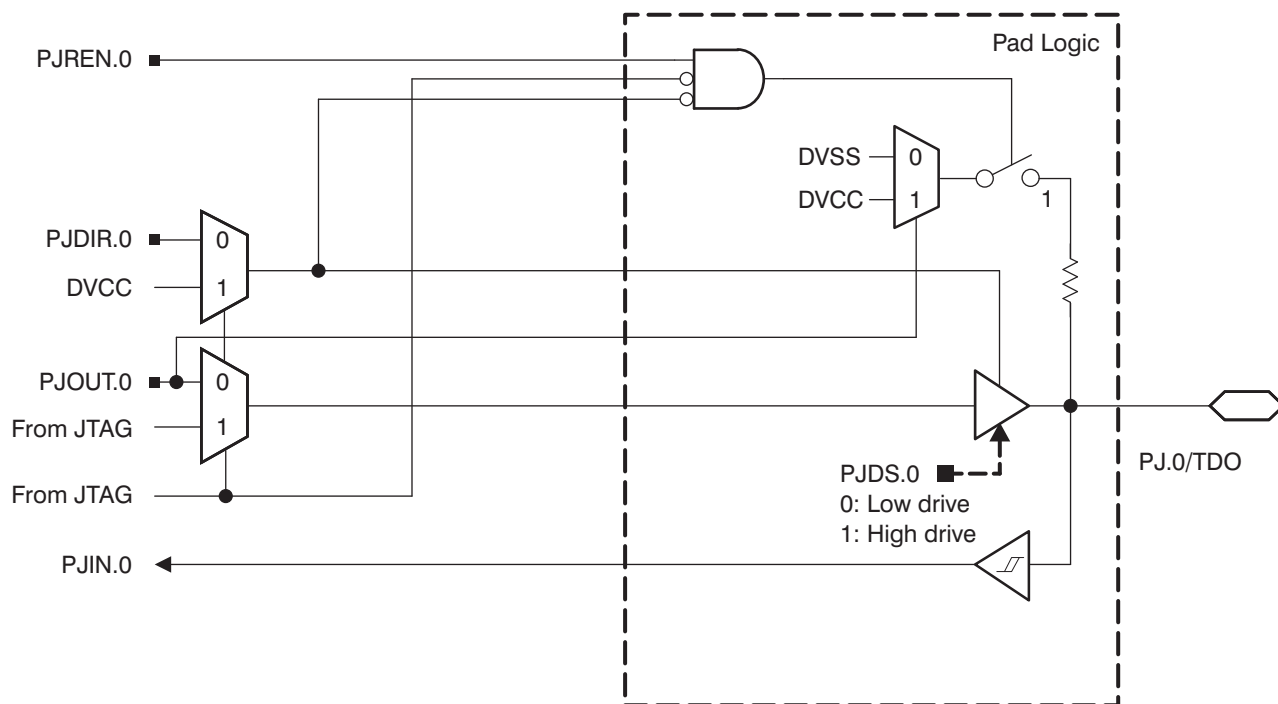 Pad Logic
PJREN.0
DVSS
0
DVCC
1
1
PJDIR.0
0
DVCC
1
PJOUT.0
0
From JTAG
1
PJ.0/TDO
PJDS.0
0: Low drive
1: High drive
From JTAG
PJIN.0